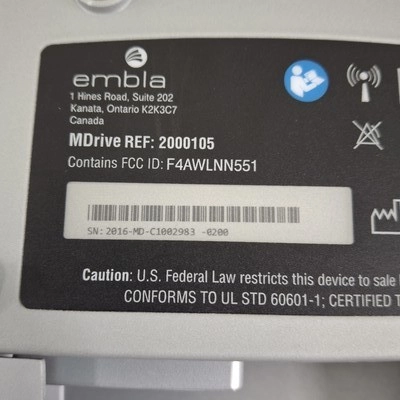 embla
1 Hines Road, Suite 202
Kanata, Ontario K2K3C7
Canada
MDrive REF: 2000105
Contains FCC ID: F4AWLNN551
SN: 2016-MD-C1002983 -0200
Caution: U.S. Federal Law restricts this device to sale
CONFORMS TO UL STD 60601-1; CERTIFIED